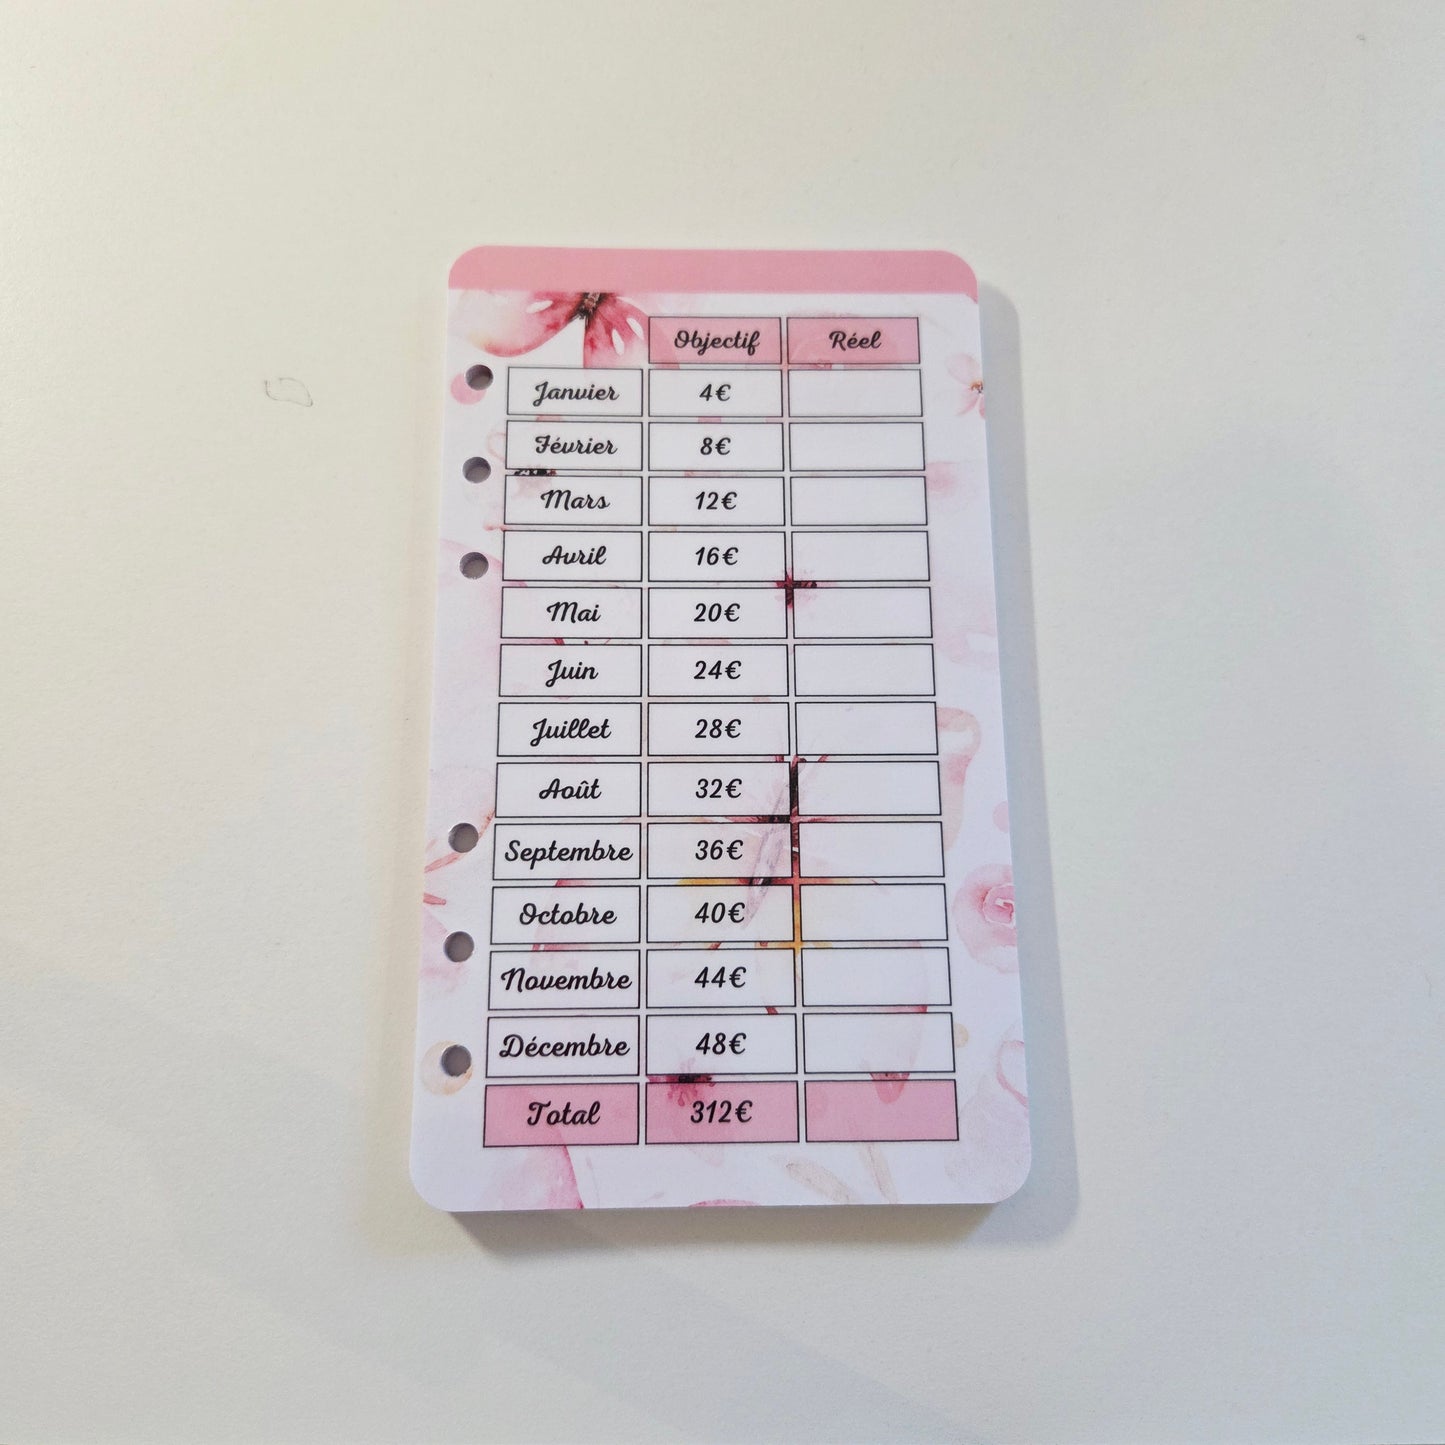 Objectif Réel
Janvier 4€
Février 8€
Mars 12€
Avril 16€
Mai 20€
Juin 24€
Juillet 28€
Août 32€
Septembre 36€
Octobre 40€
Novembre 44€
Décembre 48€
Total 312€